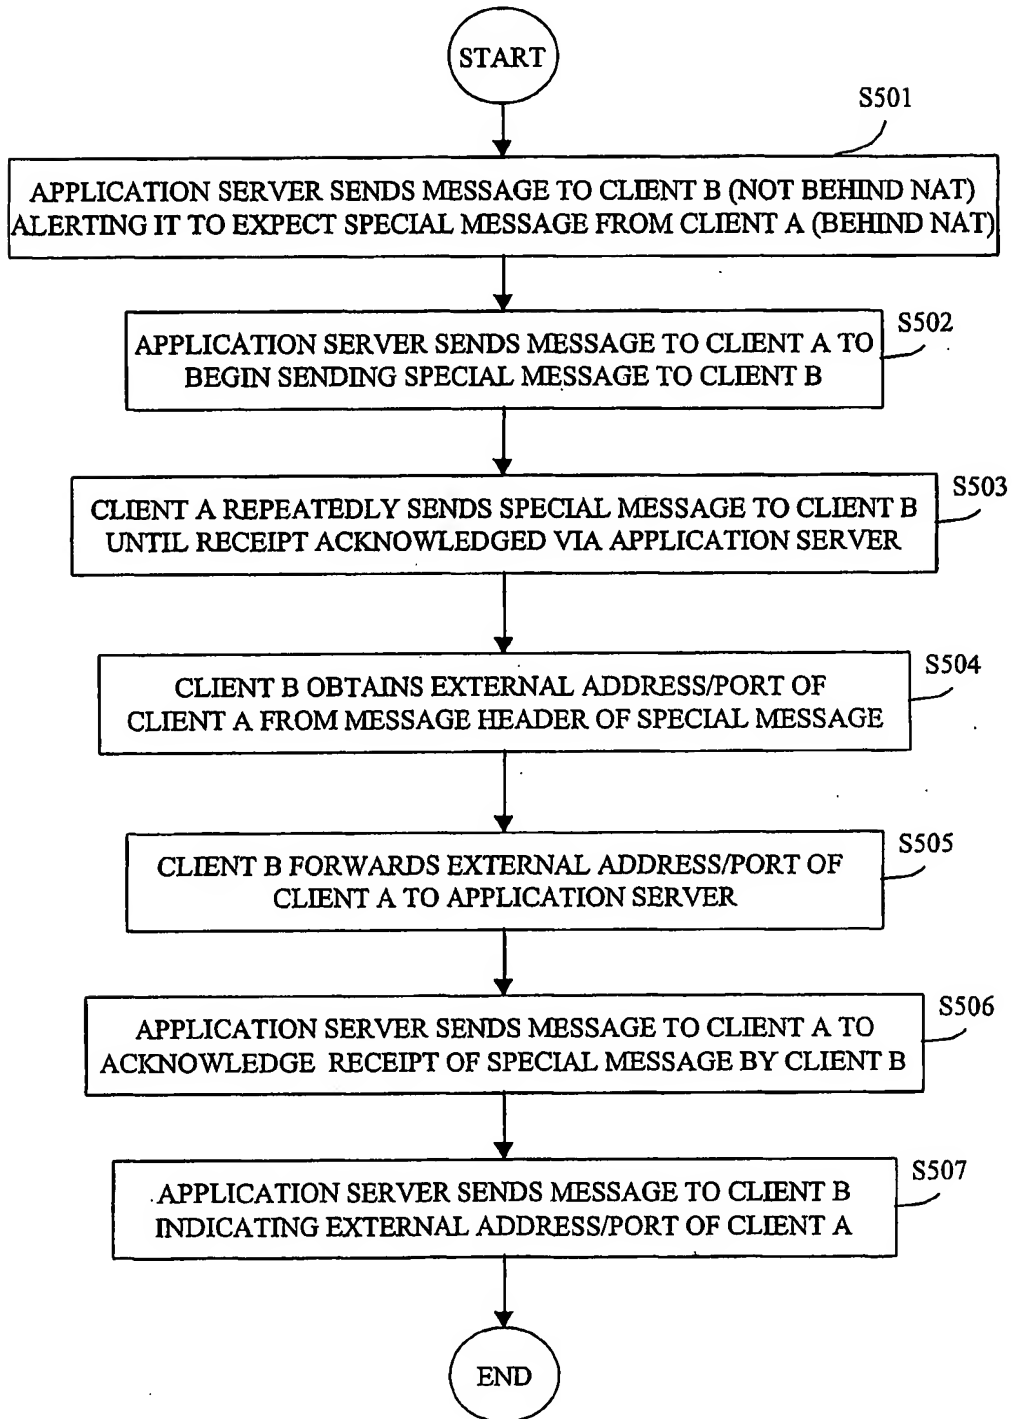 START
S501
APPLICATION SERVER SENDS MESSAGE TO CLIENT B (NOT BEHIND NAT)
ALERTING IT TO EXPECT SPECIAL MESSAGE FROM CLIENT A (BEHIND NAT)
S502
APPLICATION SERVER SENDS MESSAGE TO CLIENT A TO
BEGIN SENDING SPECIAL MESSAGE TO CLIENT B
S503
CLIENT A REPEATEDLY SENDS SPECIAL MESSAGE TO CLIENT B
UNTIL RECEIPT ACKNOWLEDGED VIA APPLICATION SERVER
S504
CLIENT B OBTAINS EXTERNAL ADDRESS/PORT OF
CLIENT A FROM MESSAGE HEADER OF SPECIAL MESSAGE
S505
CLIENT B FORWARDS EXTERNAL ADDRESS/PORT OF
CLIENT A TO APPLICATION SERVER
S506
APPLICATION SERVER SENDS MESSAGE TO CLIENT A TO
ACKNOWLEDGE RECEIPT OF SPECIAL MESSAGE BY CLIENT B
S507
APPLICATION SERVER SENDS MESSAGE TO CLIENT B
INDICATING EXTERNAL ADDRESS/PORT OF CLIENT A
END